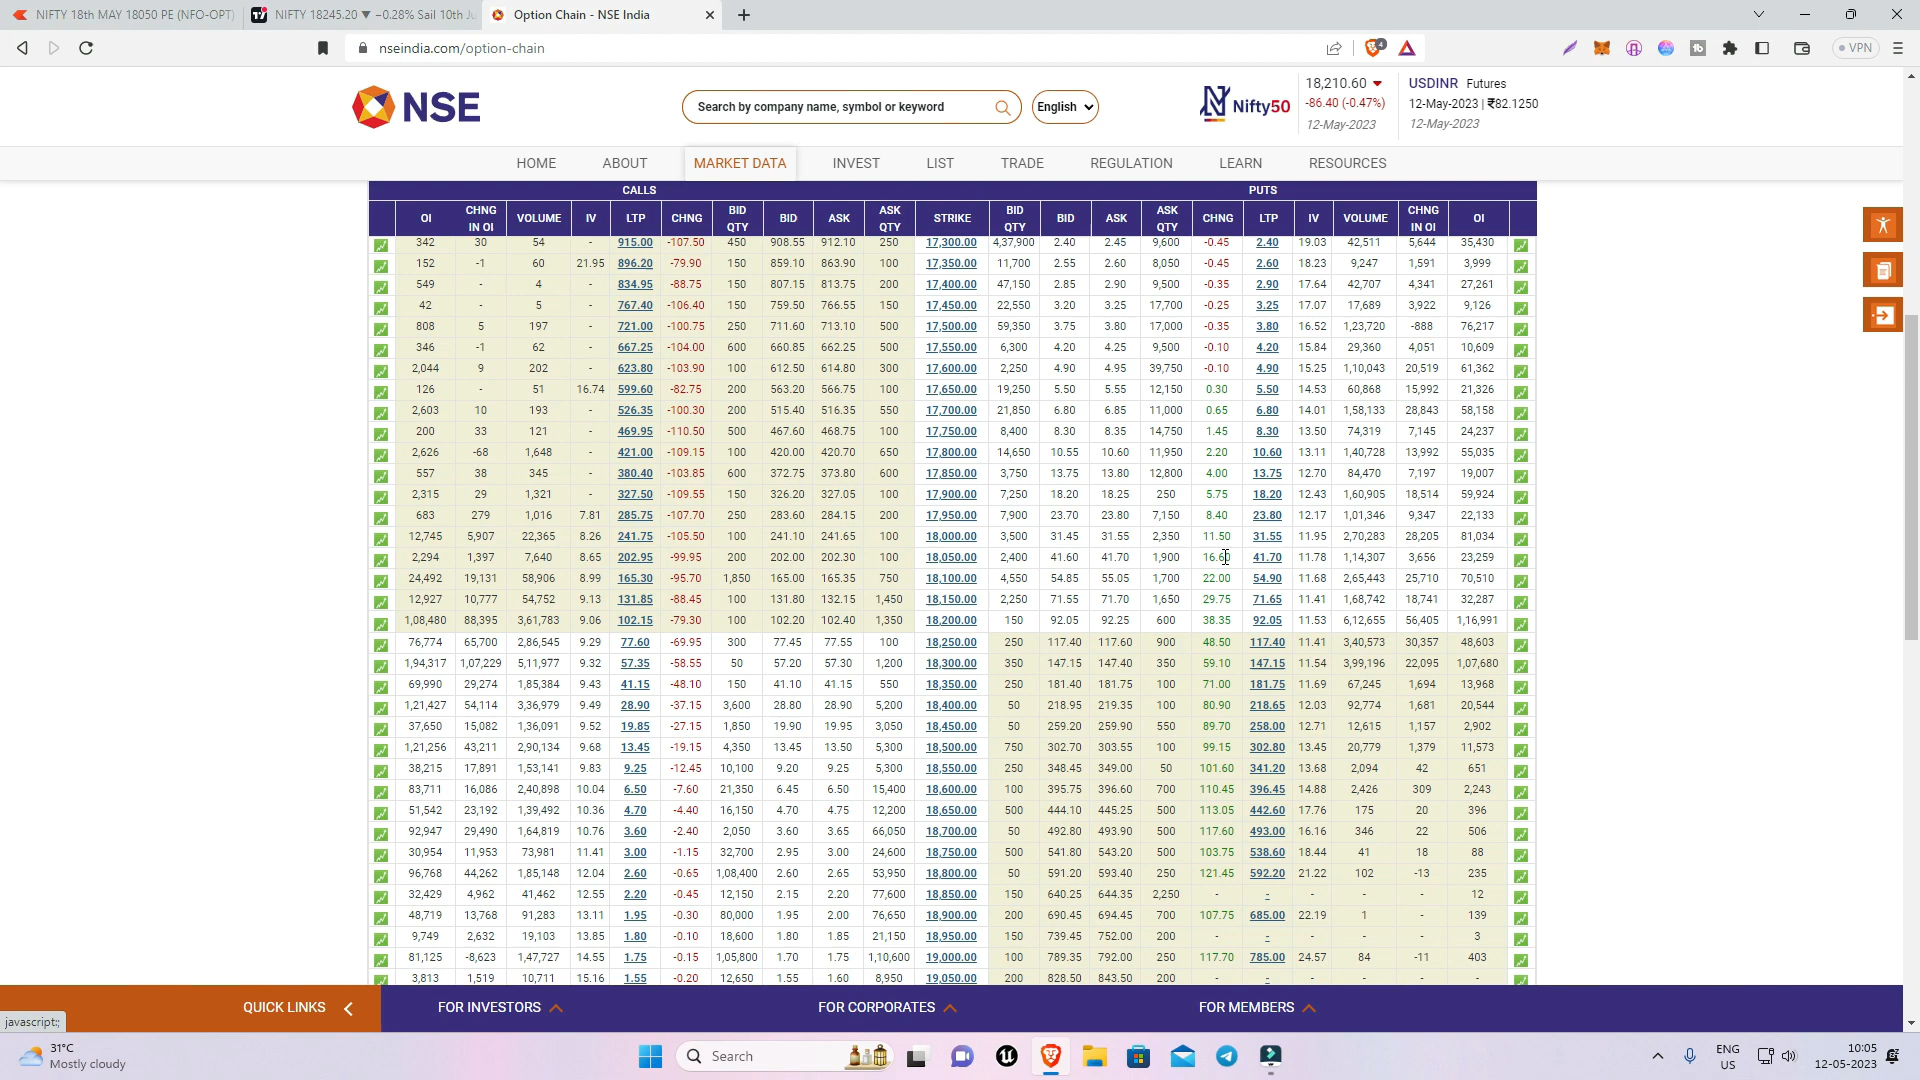 NIFTY 18th MAY 18050 PE (NFO-OPT)
NIFTY 18245.20 ▼ −0.28% Sail 10th Ju
Option Chain - NSE India
nseindia.com/option-chain
4
VPN
NSE
Search by company name, symbol or keyword
English
Nifty50
18,210.60
-86.40 (-0.47%)
12-May-2023
USDINR Futures
12-May-2023 | ₹82.1250
12-May-2023
HOME ABOUT MARKET DATA INVEST LIST TRADE REGULATION LEARN RESOURCES
CALLS PUTS
OI CHNG IN OI VOLUME IV LTP CHNG BID QTY BID ASK ASK QTY STRIKE BID QTY BID ASK ASK QTY CHNG LTP IV VOLUME CHNG IN OI OI
342 30 54 - 915.00 -107.50 450 908.55 912.10 250 17,300.00 4,37,900 2.40 2.45 9,600 -0.45 2.40 19.03 42,511 5,644 35,430
152 -1 60 21.95 896.20 -79.90 150 859.10 863.90 100 17,350.00 11,700 2.55 2.60 8,050 -0.45 2.60 18.23 9,247 1,591 3,999
549 - 4 - 834.95 -88.75 150 807.15 813.75 200 17,400.00 47,150 2.85 2.90 9,500 -0.35 2.90 17.64 42,707 4,341 27,261
42 - 5 - 767.40 -106.40 150 759.50 766.55 150 17,450.00 22,550 3.20 3.25 17,700 -0.25 3.25 17.07 17,689 3,922 9,126
808 5 197 - 721.00 -100.75 250 711.60 713.10 500 17,500.00 59,350 3.75 3.80 17,000 -0.35 3.80 16.52 1,23,720 -888 76,217
346 -1 62 - 667.25 -104.00 600 660.85 662.25 500 17,550.00 6,300 4.20 4.25 9,500 -0.10 4.20 15.84 29,360 4,051 10,609
2,044 9 202 - 623.80 -103.90 100 612.50 614.80 300 17,600.00 2,250 4.90 4.95 39,750 -0.10 4.90 15.25 1,10,043 20,519 61,362
126 - 51 16.74 599.60 -82.75 200 563.20 566.75 100 17,650.00 19,250 5.50 5.55 12,150 0.30 5.50 14.53 60,868 15,992 21,326
2,603 10 193 - 526.35 -100.30 200 515.40 516.35 550 17,700.00 21,850 6.80 6.85 11,000 0.65 6.80 14.01 1,58,133 28,843 58,158
200 33 121 - 469.95 -110.50 500 467.60 468.75 100 17,750.00 8,400 8.30 8.35 14,750 1.45 8.30 13.50 74,319 7,145 24,237
2,626 -68 1,648 - 421.00 -109.15 100 420.00 420.70 650 17,800.00 14,650 10.55 10.60 11,950 2.20 10.60 13.11 1,40,728 13,992 55,035
557 38 345 - 380.40 -103.85 600 372.75 373.80 600 17,850.00 3,750 13.75 13.80 12,800 4.00 13.75 12.70 84,470 7,197 19,007
2,315 29 1,321 - 327.50 -109.55 150 326.20 327.05 100 17,900.00 7,250 18.20 18.25 250 5.75 18.20 12.43 1,60,905 18,514 59,924
683 279 1,016 7.81 285.75 -107.70 250 283.60 284.15 200 17,950.00 7,900 23.70 23.80 7,150 8.40 23.80 12.17 1,01,346 9,347 22,133
12,745 5,907 22,365 8.26 241.75 -105.50 100 241.10 241.65 100 18,000.00 3,500 31.45 31.55 2,350 11.50 31.55 11.95 2,70,283 28,205 81,034
2,294 1,397 7,640 8.65 202.95 -99.95 200 202.00 202.30 100 18,050.00 2,400 41.60 41.70 1,900 16.60 41.70 11.78 1,14,307 3,656 23,259
24,492 19,131 58,906 8.99 165.30 -95.70 1,850 165.00 165.35 750 18,100.00 4,550 54.85 55.05 1,700 22.00 54.90 11.68 2,65,443 25,710 70,510
12,927 10,777 54,752 9.13 131.85 -88.45 100 131.80 132.15 1,450 18,150.00 2,250 71.55 71.70 1,650 29.75 71.65 11.41 1,68,742 18,741 32,287
1,08,480 88,395 3,61,783 9.06 102.15 -79.30 100 102.20 102.40 1,350 18,200.00 150 92.05 92.25 600 38.35 92.05 11.53 6,12,655 56,405 1,16,991
76,774 65,700 2,86,545 9.29 77.60 -69.95 300 77.45 77.55 100 18,250.00 250 117.40 117.60 900 48.50 117.40 11.41 3,40,573 30,357 48,603
1,94,317 1,07,229 5,11,977 9.32 57.35 -58.55 50 57.20 57.30 1,200 18,300.00 350 147.15 147.40 350 59.10 147.15 11.54 3,99,196 22,095 1,07,680
69,990 29,274 1,85,384 9.43 41.15 -48.10 150 41.10 41.15 550 18,350.00 250 181.40 181.75 100 71.00 181.75 11.69 67,245 1,694 13,968
1,21,427 54,114 3,36,979 9.49 28.90 -37.15 3,600 28.80 28.90 5,200 18,400.00 50 218.95 219.35 100 80.90 218.65 12.03 92,774 1,681 20,544
37,650 15,082 1,36,091 9.52 19.85 -27.15 1,850 19.90 19.95 3,050 18,450.00 50 259.20 259.90 550 89.70 258.00 12.71 12,615 1,157 2,902
1,21,256 43,211 2,90,134 9.68 13.45 -19.15 4,350 13.45 13.50 5,300 18,500.00 750 302.70 303.55 100 99.15 302.80 13.45 20,779 1,379 11,573
38,215 17,891 1,53,141 9.83 9.25 -12.45 10,100 9.20 9.25 5,300 18,550.00 250 348.45 349.00 50 101.60 341.20 13.68 2,094 42 651
83,711 16,086 2,40,898 10.04 6.50 -7.60 21,350 6.45 6.50 15,400 18,600.00 100 395.75 396.60 700 110.45 396.45 14.88 2,426 309 2,243
51,542 23,192 1,39,492 10.36 4.70 -4.40 16,150 4.70 4.75 12,200 18,650.00 500 444.10 445.25 500 113.05 442.60 17.76 175 20 396
92,947 29,490 1,64,819 10.76 3.60 -2.40 2,050 3.60 3.65 66,050 18,700.00 50 492.80 493.90 500 117.60 493.00 16.16 346 22 506
30,954 11,953 73,981 11.41 3.00 -1.15 32,700 2.95 3.00 24,600 18,750.00 500 541.80 543.20 500 103.75 538.60 18.44 41 18 88
96,768 44,262 1,85,148 12.04 2.60 -0.65 1,08,400 2.60 2.65 53,950 18,800.00 50 591.20 593.40 250 121.45 592.20 21.22 102 -13 235
32,429 4,962 41,462 12.55 2.20 -0.45 12,150 2.15 2.20 77,600 18,850.00 150 640.25 644.35 2,250 - - - - - 12
48,719 13,768 91,283 13.11 1.95 -0.30 80,000 1.95 2.00 76,650 18,900.00 200 690.45 694.45 700 107.75 685.00 22.19 1 - 139
9,749 2,632 19,103 13.85 1.80 -0.10 18,600 1.80 1.85 21,150 18,950.00 150 739.45 752.00 200 - - - - - 3
81,125 -8,623 1,47,727 14.55 1.75 -0.15 1,05,800 1.70 1.75 1,10,600 19,000.00 100 789.35 792.00 250 117.70 785.00 24.57 84 -11 403
3,813 1,519 10,711 15.16 1.55 -0.20 12,650 1.55 1.60 8,950 19,050.00 200 828.50 843.50 200 - - - - - -
QUICK LINKS FOR INVESTORS FOR CORPORATES FOR MEMBERS
javascript:;
31°C
Mostly cloudy
Search
ENG
US
10:05
12-05-2023